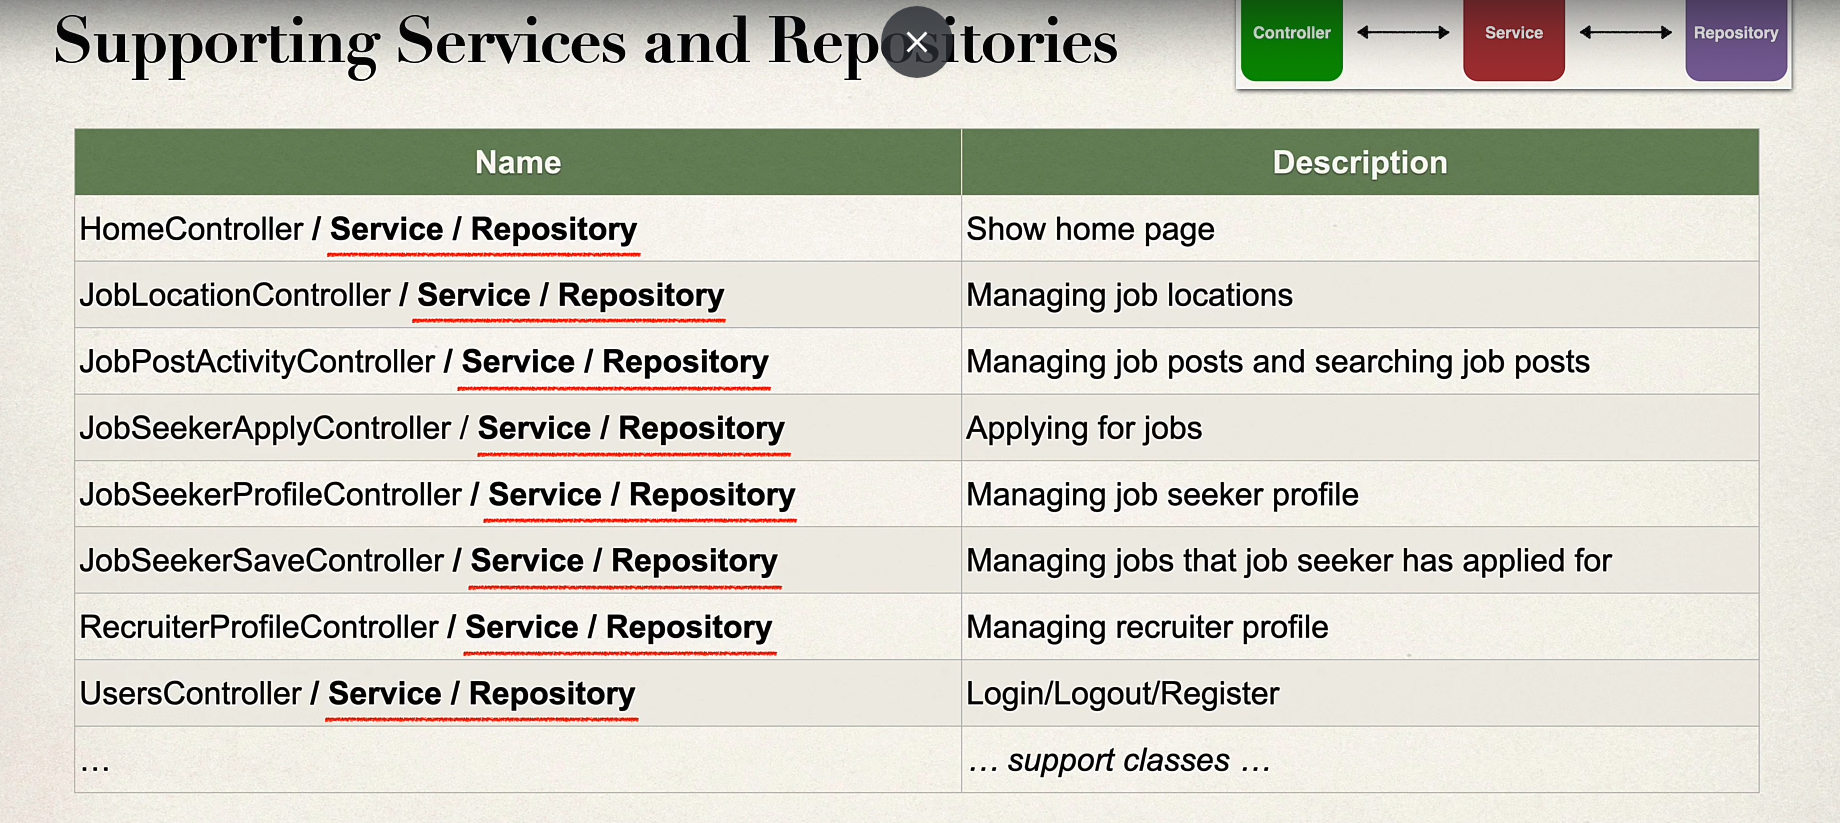 Supporting Services and Repositories
Controller
Service
Repository
Name
Description
HomeController / Service / Repository
Show home page
JobLocationController / Service / Repository
Managing job locations
JobPostActivityController / Service / Repository
Managing job posts and searching job posts
JobSeekerApplyController / Service / Repository
Applying for jobs
JobSeekerProfileController / Service / Repository
Managing job seeker profile
JobSeekerSaveController / Service / Repository
Managing jobs that job seeker has applied for
RecruiterProfileController / Service / Repository
Managing recruiter profile
UsersController / Service / Repository
Login/Logout/Register
…
… support classes …